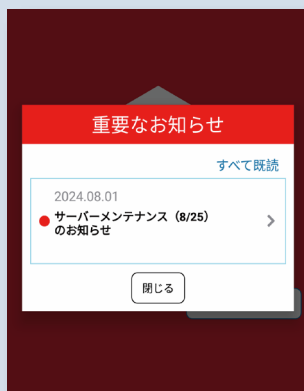 重要なお知らせ
すべて既読
2024.08.01
サーバーメンテナンス（8/25）
のお知らせ
閉じる